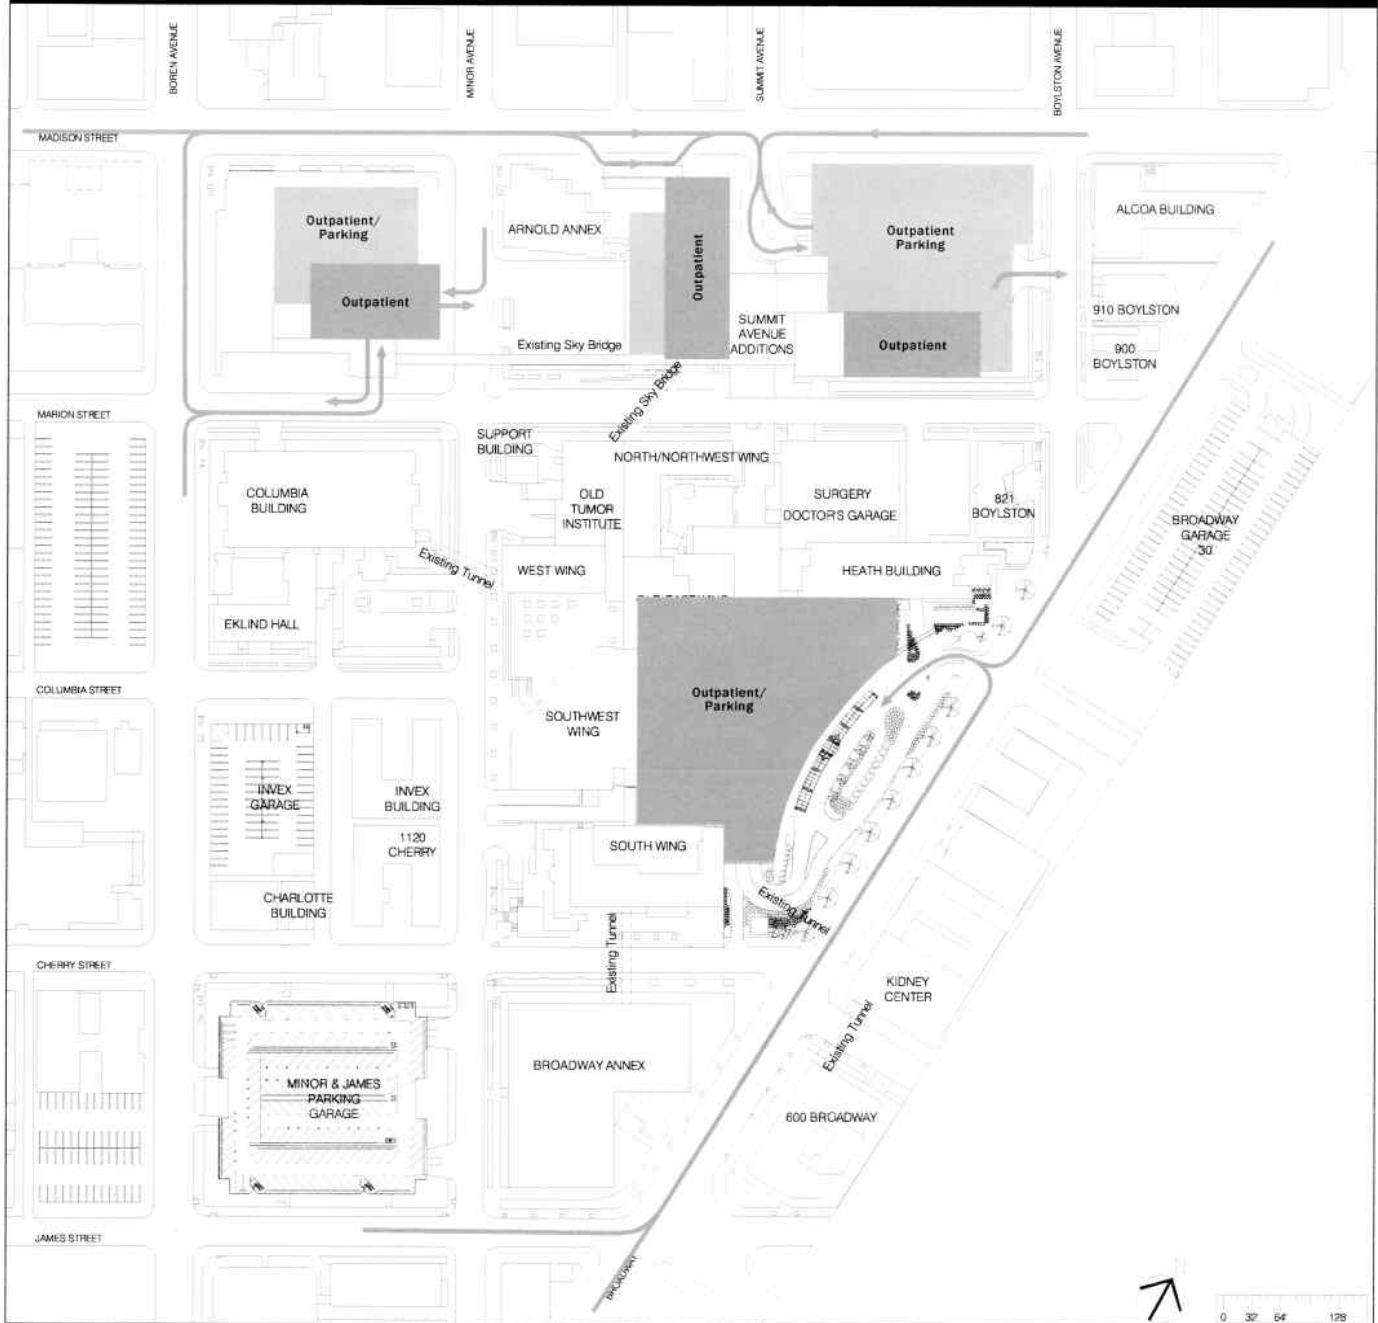 BOREN AVENUE
MINOR AVENUE
SUMMIT AVENUE
BOYLSTON AVENUE
MADISON STREET
Outpatient/
Parking
Outpatient
ARNOLD ANNEX
Existing Sky Bridge
Outpatient
SUMMIT
AVENUE
ADDITIONS
Outpatient
Parking
Outpatient
ALCOA BUILDING
910 BOYLSTON
900
BOYLSTON
Existing Sky Bridge
MARION STREET
SUPPORT
BUILDING
NORTH/NORTHWEST WING
COLUMBIA
BUILDING
OLD
TUMOR
INSTITUTE
SURGERY
DOCTOR'S GARAGE
821
BOYLSTON
BROADWAY
GARAGE
30'
Existing Tunnel
WEST WING
HEATH BUILDING
EKLIND HALL
COLUMBIA STREET
Outpatient/
Parking
SOUTHWEST
WING
INVEX
GARAGE
INVEX
BUILDING
1120
CHERRY
SOUTH WING
CHARLOTTE
BUILDING
Existing Tunnel
Existing Tunnel
CHERRY STREET
KIDNEY
CENTER
Existing Tunnel
BROADWAY ANNEX
MINOR & JAMES
PARKING
GARAGE
600 BROADWAY
JAMES STREET
BROADWAY
0 32' 64' 128'